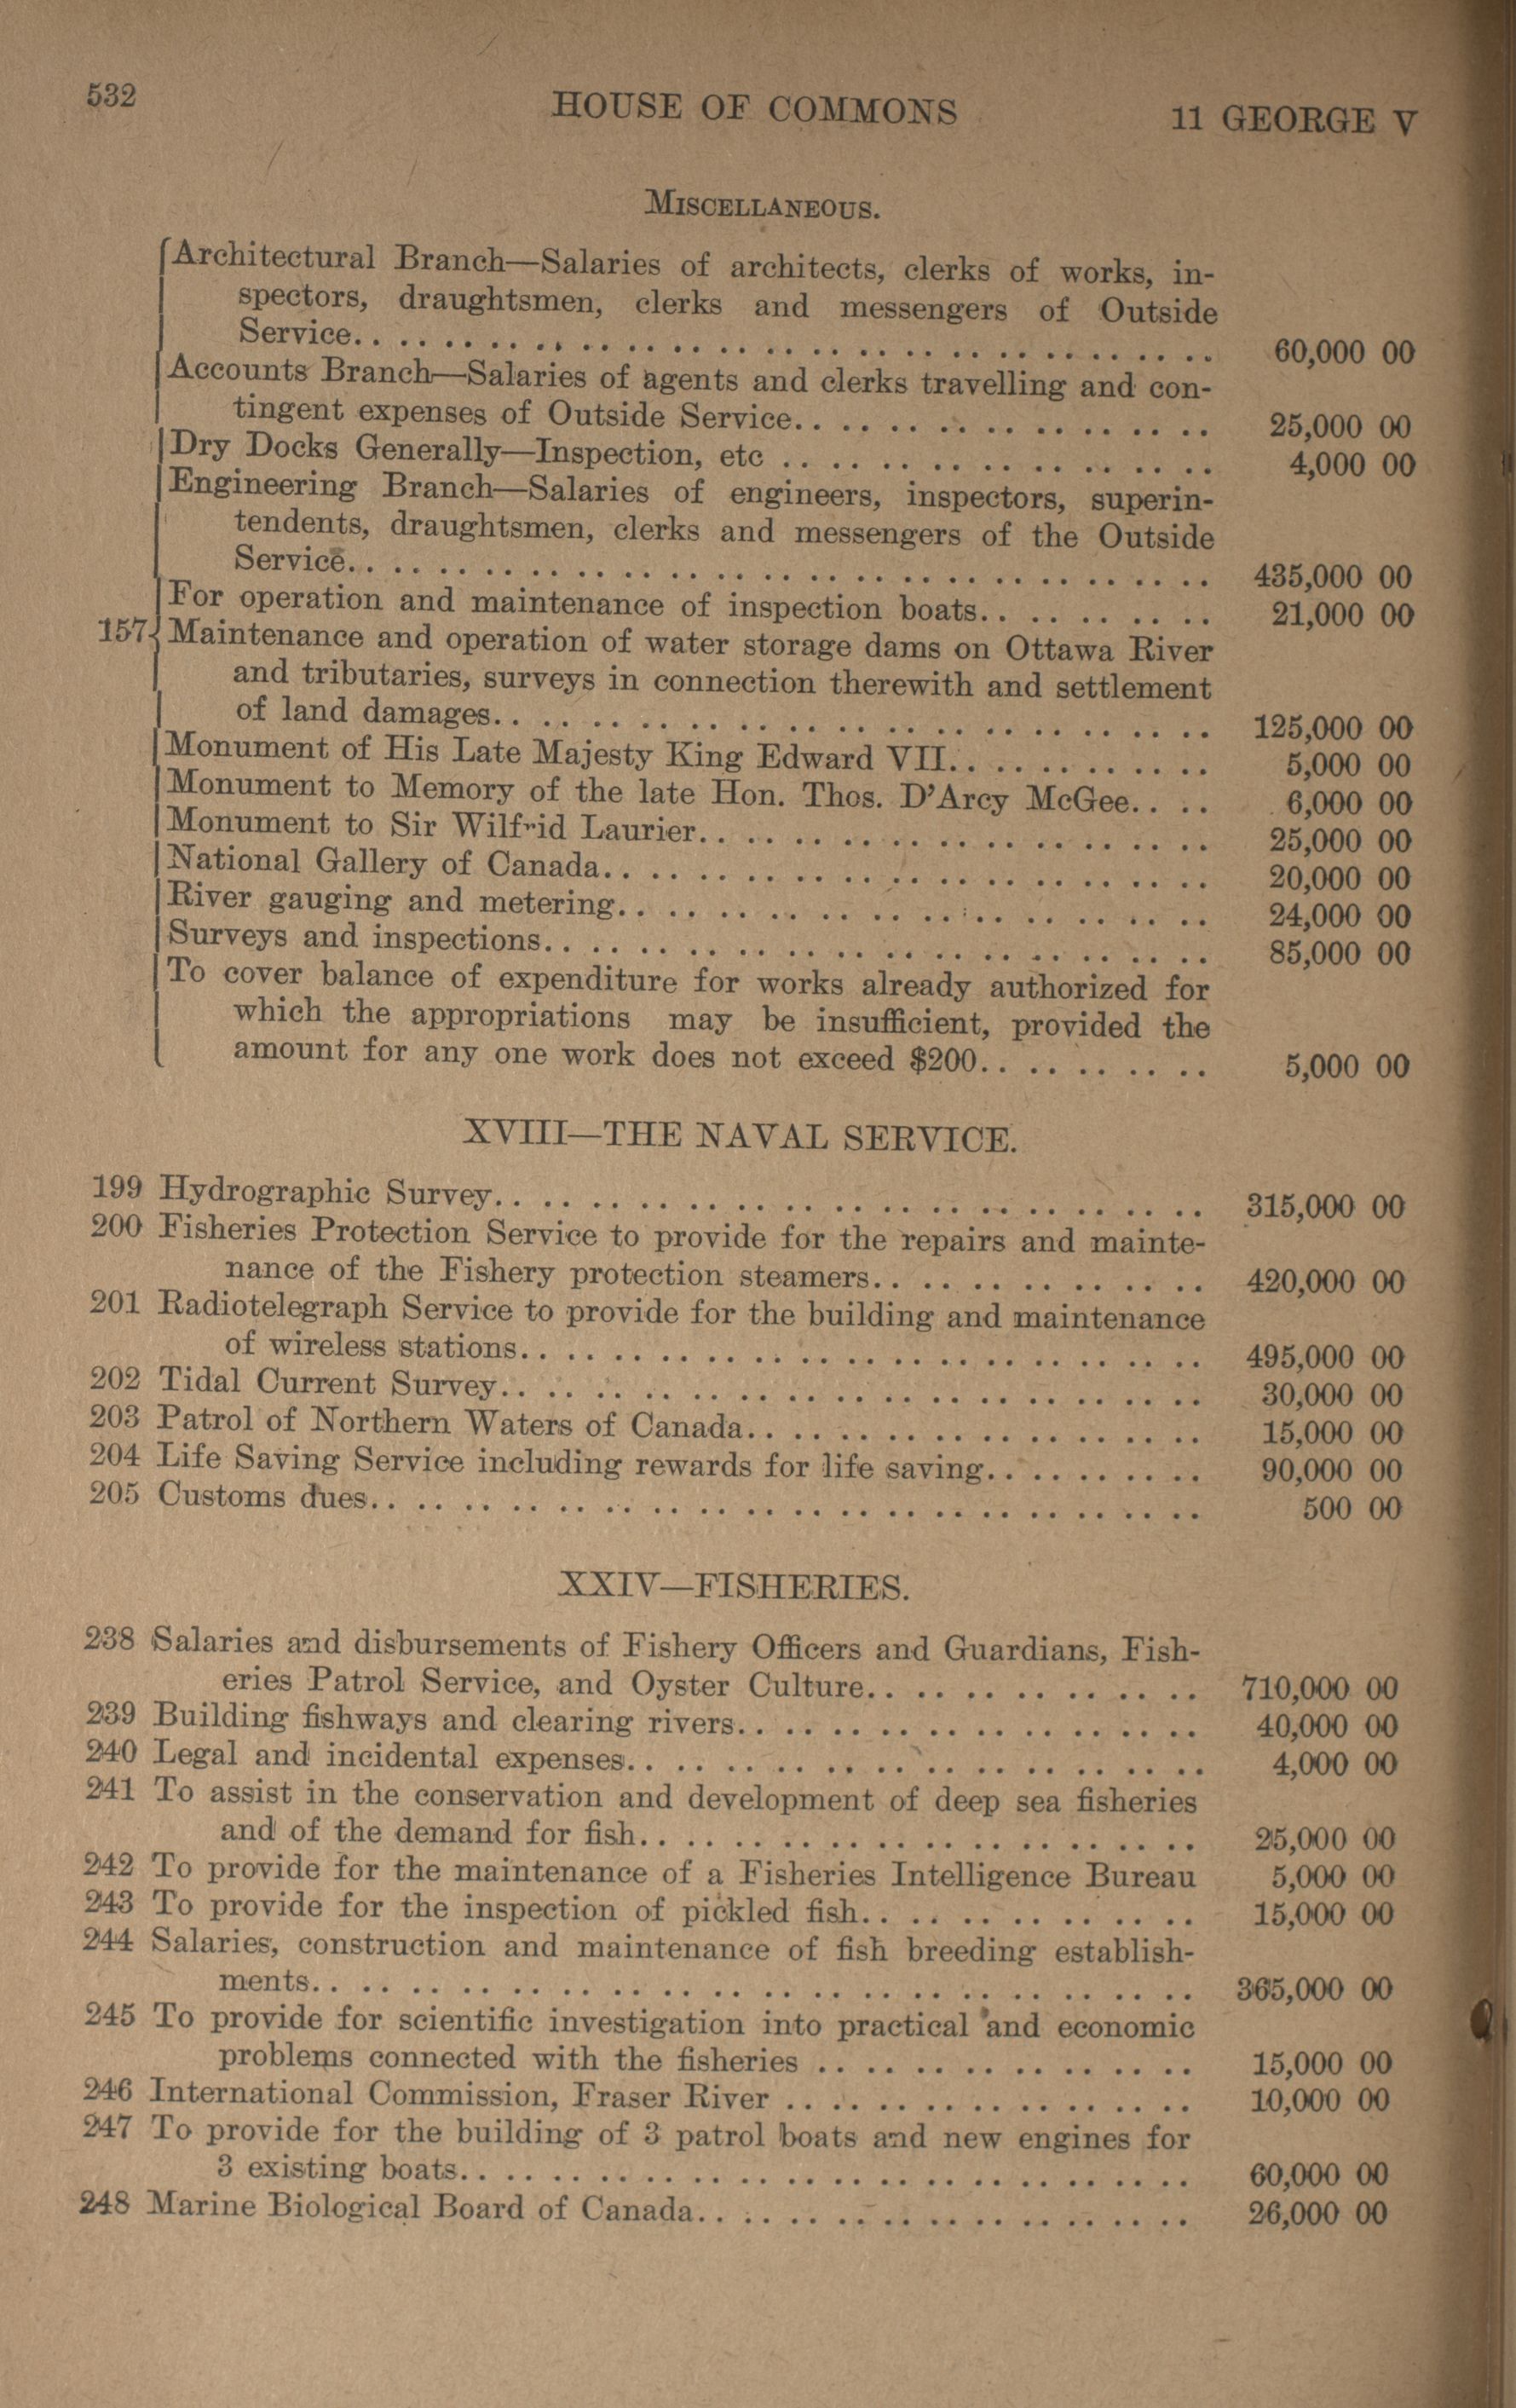 532
HOUSE OF COMMONS
11 GEORGE V
MISCELLANEOUS.
Architectural Branch—Salaries of architects, clerks of works, in-
spectors, draughtsmen, clerks and messengers of Outside
Service. . . . . . . . . . . . . . . . . . . . . . . . . . . . . . . . . . . . . . 60,000 00
Accounts Branch—Salaries of agents and clerks travelling and con-
tingent expenses of Outside Service. . . . . . . . . . . . . . . . . . 25,000 00
Dry Docks Generally—Inspection, etc . . . . . . . . . . . . . . . . . . 4,000 00
Engineering Branch—Salaries of engineers, inspectors, superin-
tendents, draughtsmen, clerks and messengers of the Outside
Service. . . . . . . . . . . . . . . . . . . . . . . . . . . . . . . . . . . . . . 435,000 00
For operation and maintenance of inspection boats. . . . . . . . . . 21,000 00
157 Maintenance and operation of water storage dams on Ottawa River
and tributaries, surveys in connection therewith and settlement
of land damages. . . . . . . . . . . . . . . . . . . . . . . . . . . . . . 125,000 00
Monument of His Late Majesty King Edward VII. . . . . . . . . . . . 5,000 00
Monument to Memory of the late Hon. Thos. D'Arcy McGee. . . . 6,000 00
Monument to Sir Wilfrid Laurier. . . . . . . . . . . . . . . . . . . . . . 25,000 00
National Gallery of Canada. . . . . . . . . . . . . . . . . . . . . . . . . . 20,000 00
River gauging and metering. . . . . . . . . . . . . . . . . . . . . . . . . 24,000 00
Surveys and inspections. . . . . . . . . . . . . . . . . . . . . . . . . . . . 85,000 00
To cover balance of expenditure for works already authorized for
which the appropriations may be insufficient, provided the
amount for any one work does not exceed $200. . . . . . . . . . 5,000 00
XVIII—THE NAVAL SERVICE.
199 Hydrographic Survey. . . . . . . . . . . . . . . . . . . . . . . . . . . . . . 315,000 00
200 Fisheries Protection Service to provide for the repairs and mainte-
nance of the Fishery protection steamers. . . . . . . . . . . . . . 420,000 00
201 Radiotelegraph Service to provide for the building and maintenance
of wireless stations. . . . . . . . . . . . . . . . . . . . . . . . . . . . . . 495,000 00
202 Tidal Current Survey. . . . . . . . . . . . . . . . . . . . . . . . . . . . . . 30,000 00
203 Patrol of Northern Waters of Canada. . . . . . . . . . . . . . . . . . . . 15,000 00
204 Life Saving Service including rewards for life saving. . . . . . . . . . 90,000 00
205 Customs dues. . . . . . . . . . . . . . . . . . . . . . . . . . . . . . . . . . . . 500 00
XXIV—FISHERIES.
238 Salaries and disbursements of Fishery Officers and Guardians, Fish-
eries Patrol Service, and Oyster Culture. . . . . . . . . . . . . . 710,000 00
239 Building fishways and clearing rivers. . . . . . . . . . . . . . . . . . . . 40,000 00
240 Legal and incidental expenses. . . . . . . . . . . . . . . . . . . . . . . . 4,000 00
241 To assist in the conservation and development of deep sea fisheries
and of the demand for fish. . . . . . . . . . . . . . . . . . . . . . . . 25,000 00
242 To provide for the maintenance of a Fisheries Intelligence Bureau 5,000 00
243 To provide for the inspection of pickled fish. . . . . . . . . . . . . . 15,000 00
244 Salaries, construction and maintenance of fish breeding establish-
ments. . . . . . . . . . . . . . . . . . . . . . . . . . . . . . . . . . . . . . 365,000 00
245 To provide for scientific investigation into practical and economic
problems connected with the fisheries . . . . . . . . . . . . . . . . 15,000 00
246 International Commission, Fraser River . . . . . . . . . . . . . . . . . . 10,000 00
247 To provide for the building of 3 patrol boats and new engines for
3 existing boats. . . . . . . . . . . . . . . . . . . . . . . . . . . . . . . . 60,000 00
248 Marine Biological Board of Canada. . . . . . . . . . . . . . . . . . . . . . 26,000 00